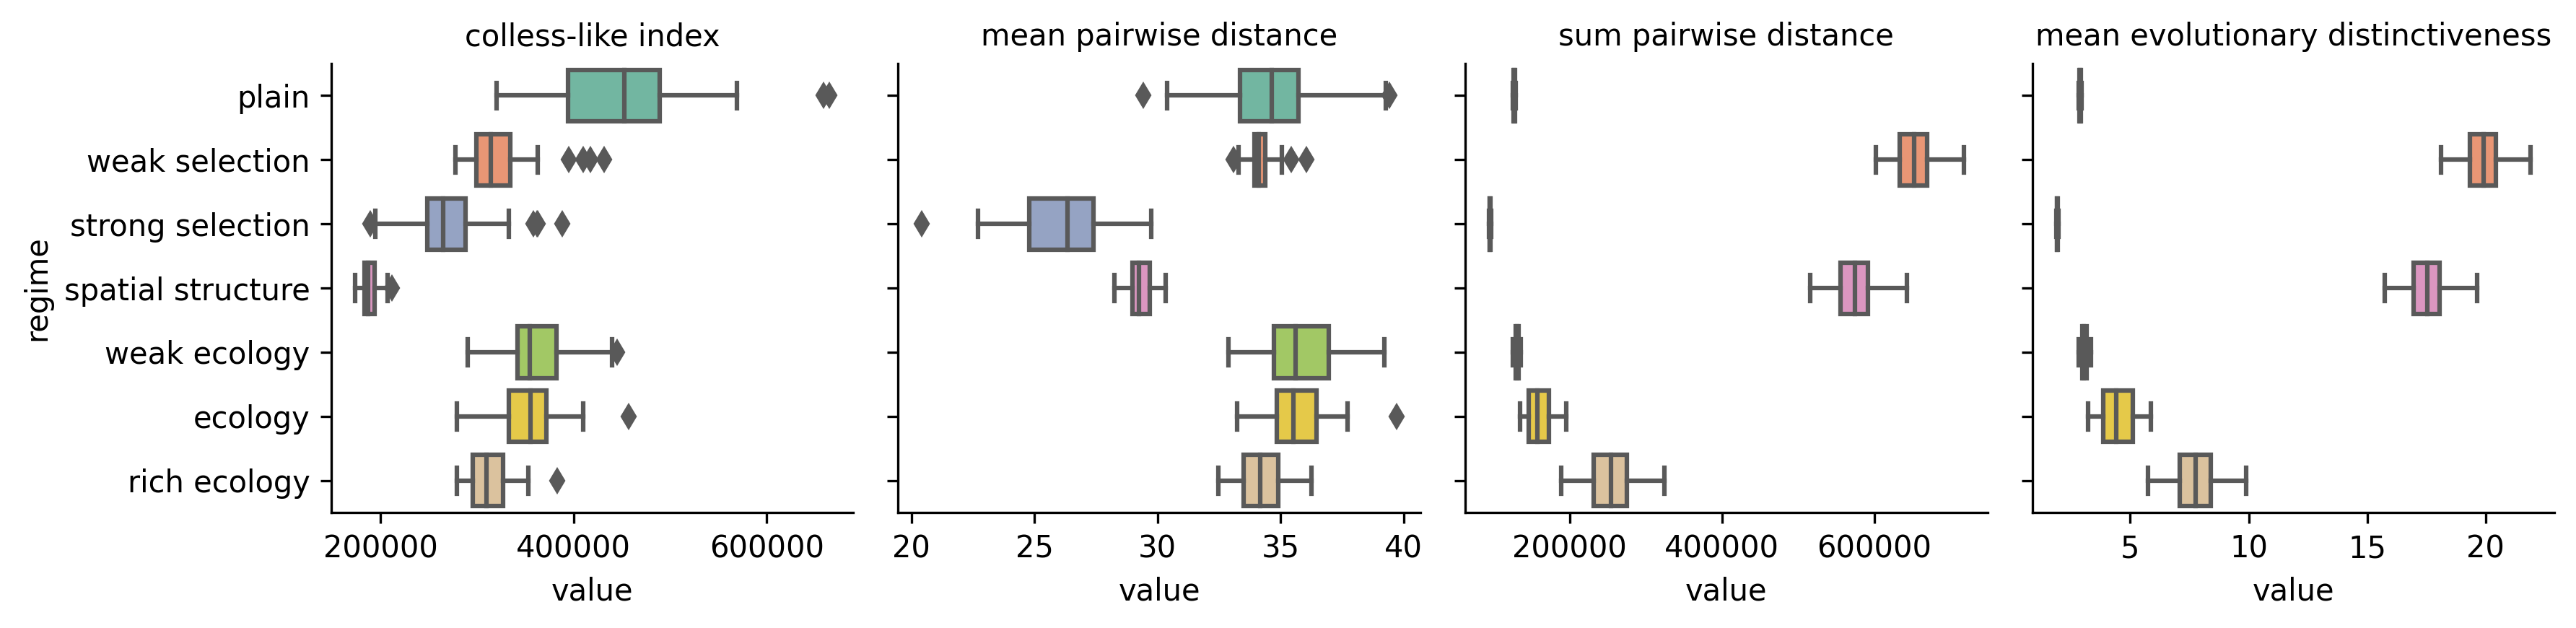 colless-like index
mean pairwise distance
sum pairwise distance
mean evolutionary distinctiveness
regime
plain
weak selection
strong selection
spatial structure
weak ecology
ecology
rich ecology
200000 400000 600000
value
20 25 30 35 40
value
200000 400000 600000
value
5 10 15 20
value